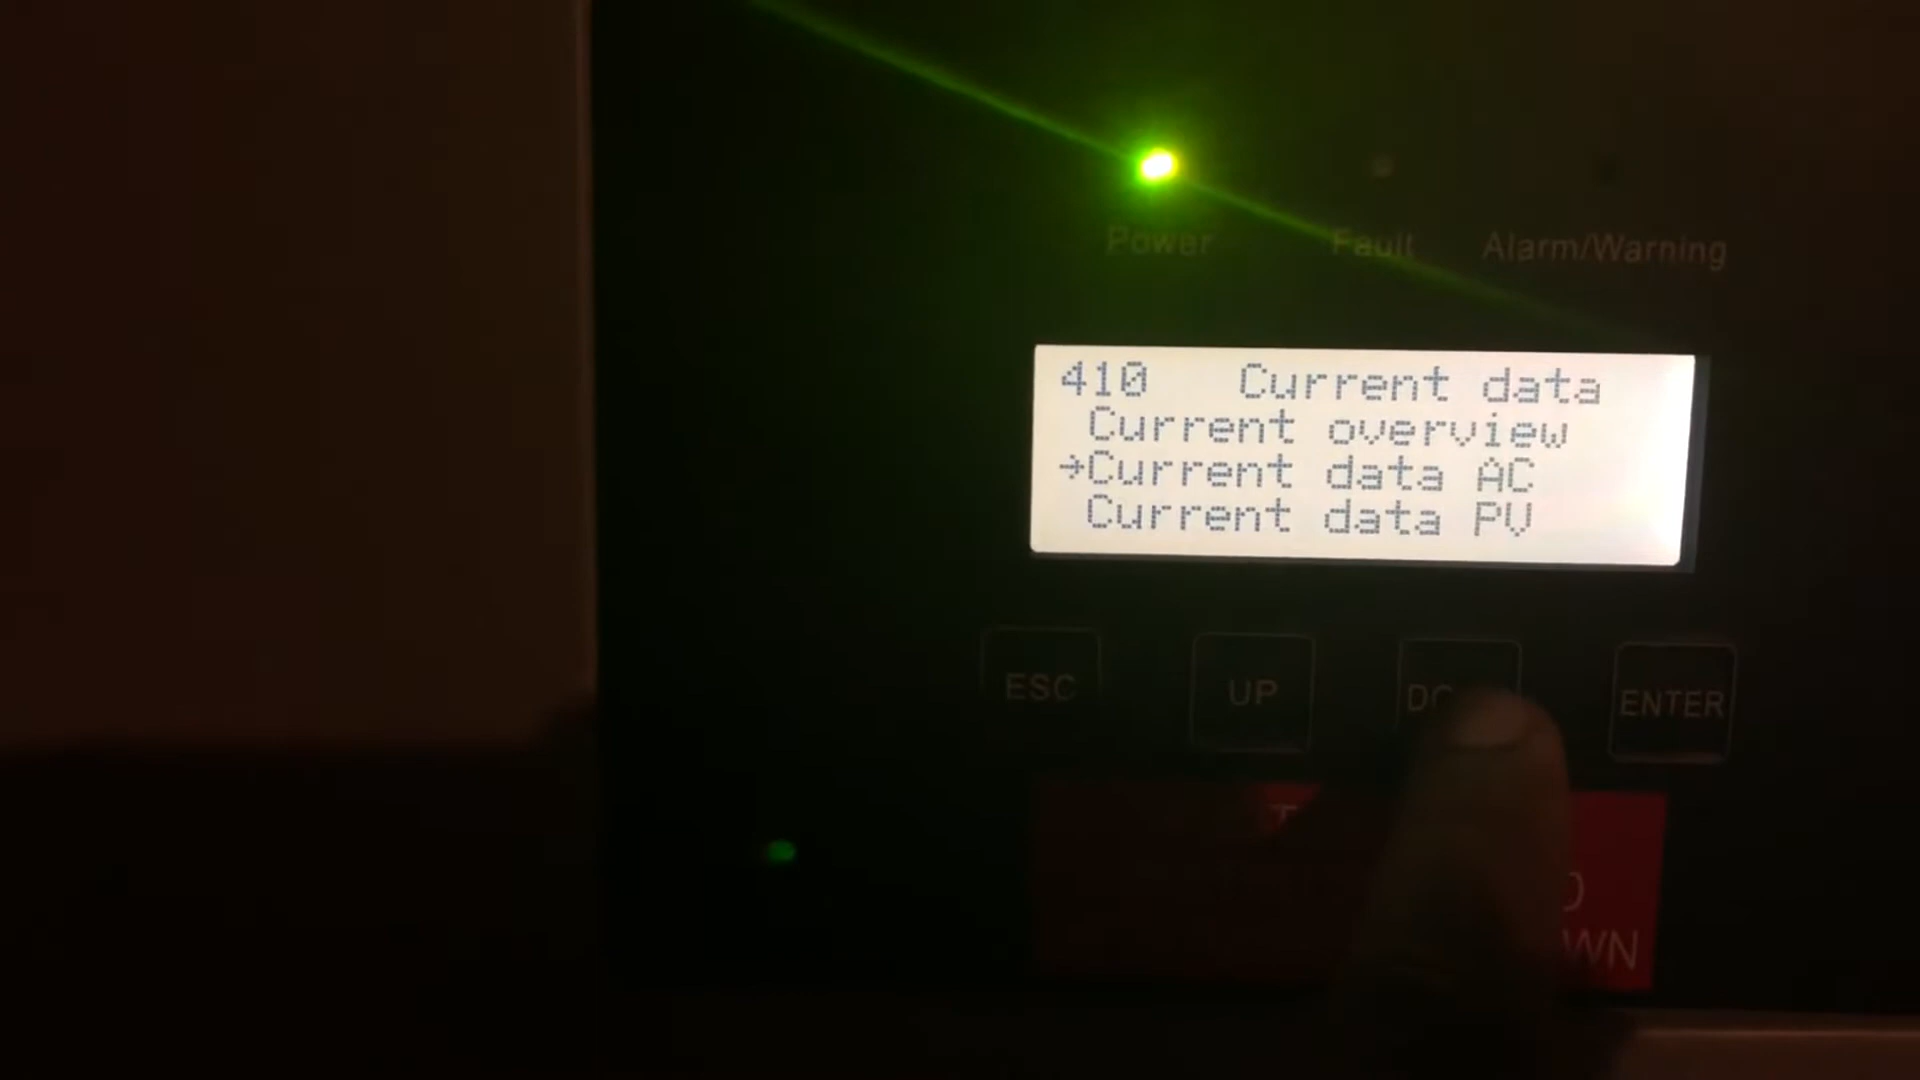 Power Fault Alarm/Warning
410 Current data
Current overview
→Current data AC
Current data PV
ESC UP ENTER